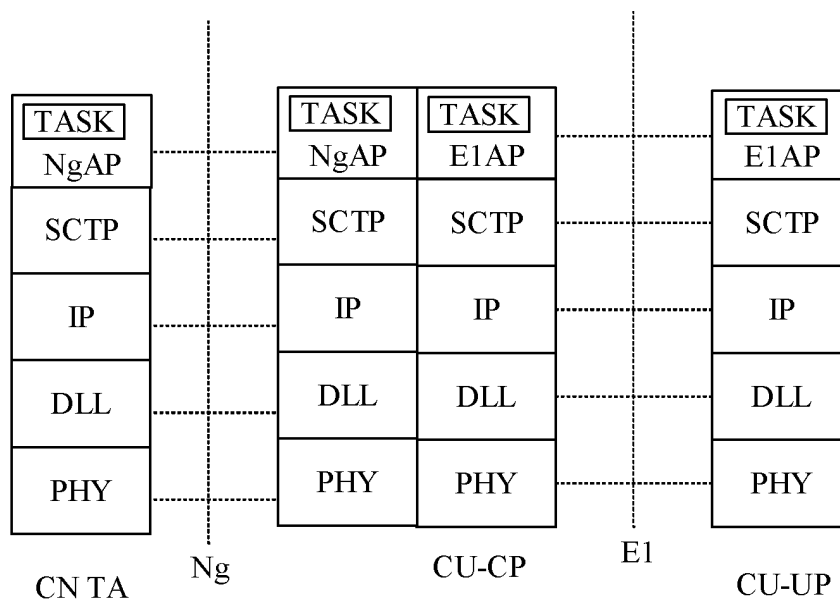 TASK
NgAP
SCTP
IP
DLL
PHY
CN TA
Ng
TASK
NgAP
SCTP
IP
DLL
PHY
TASK
E1AP
SCTP
IP
DLL
PHY
CU-CP
E1
TASK
E1AP
SCTP
IP
DLL
PHY
CU-UP